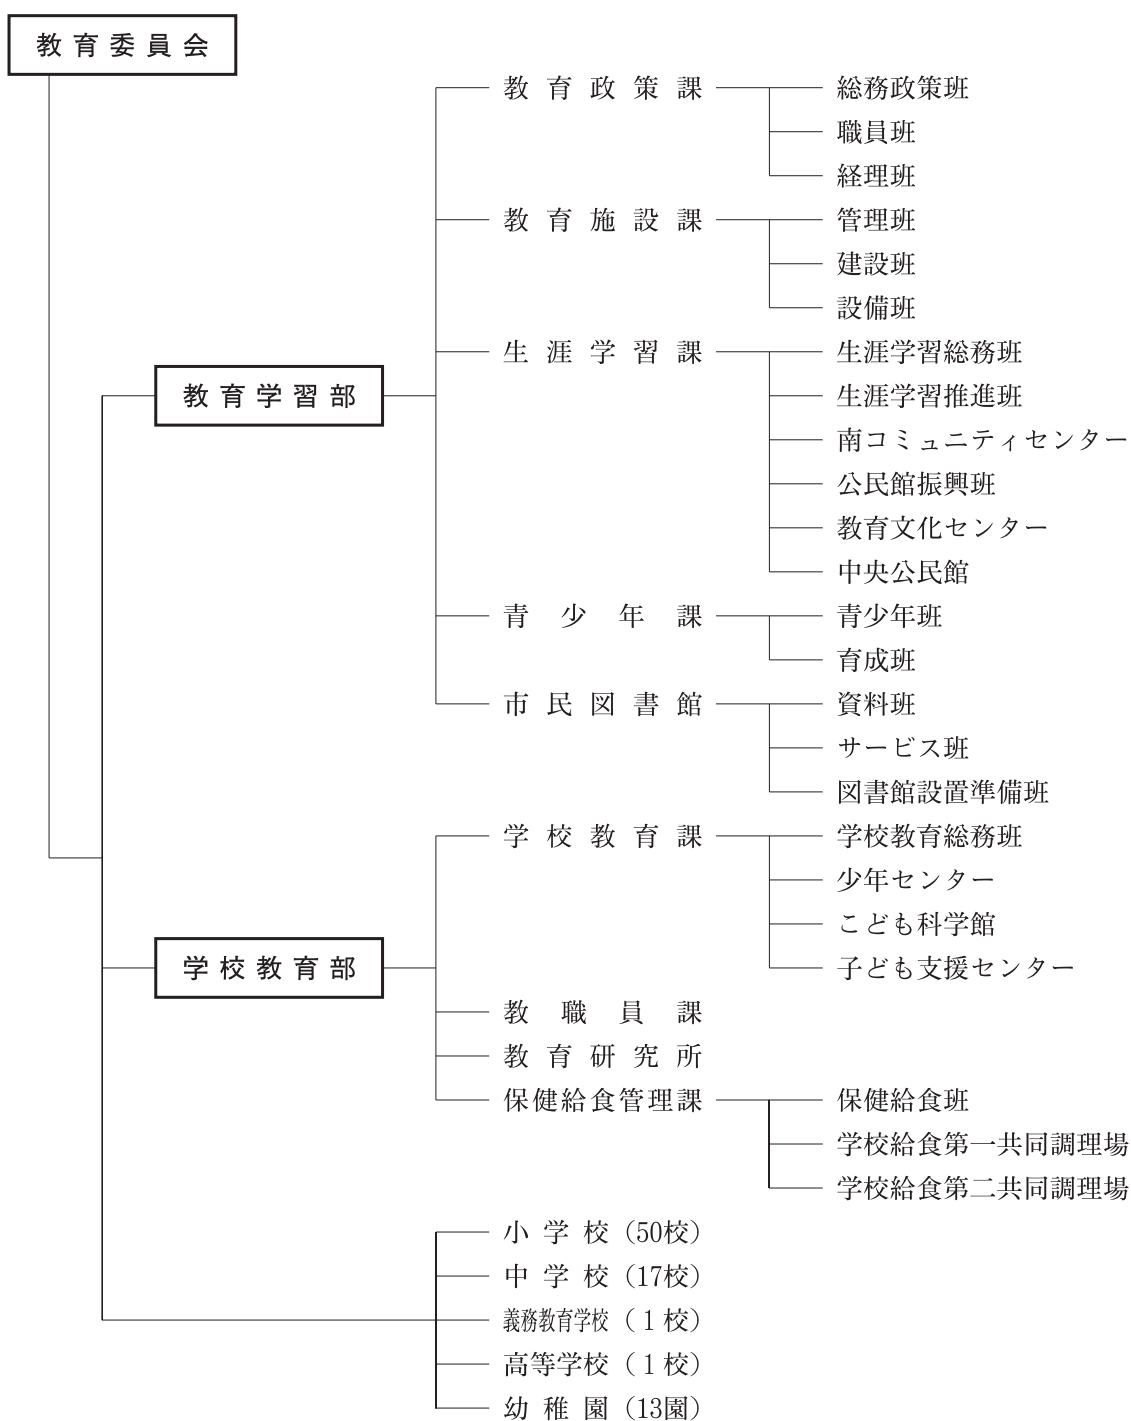 教育委員会
教育政策課 総務政策班
職員班
経理班
教育施設課 管理班
建設班
設備班
生涯学習課 生涯学習総務班
教育学習部 生涯学習推進班
南コミュニティセンター
公民館振興班
教育文化センター
中央公民館
青少年課 青少年班
育成班
市民図書館 資料班
サービス班
図書館設置準備班
学校教育課 学校教育総務班
少年センター
こども科学館
学校教育部 子ども支援センター
教職員課
教育研究所
保健給食管理課 保健給食班
学校給食第一共同調理場
学校給食第二共同調理場
小学校（50校）
中学校（17校）
義務教育学校（1校）
高等学校（1校）
幼稚園（13園）